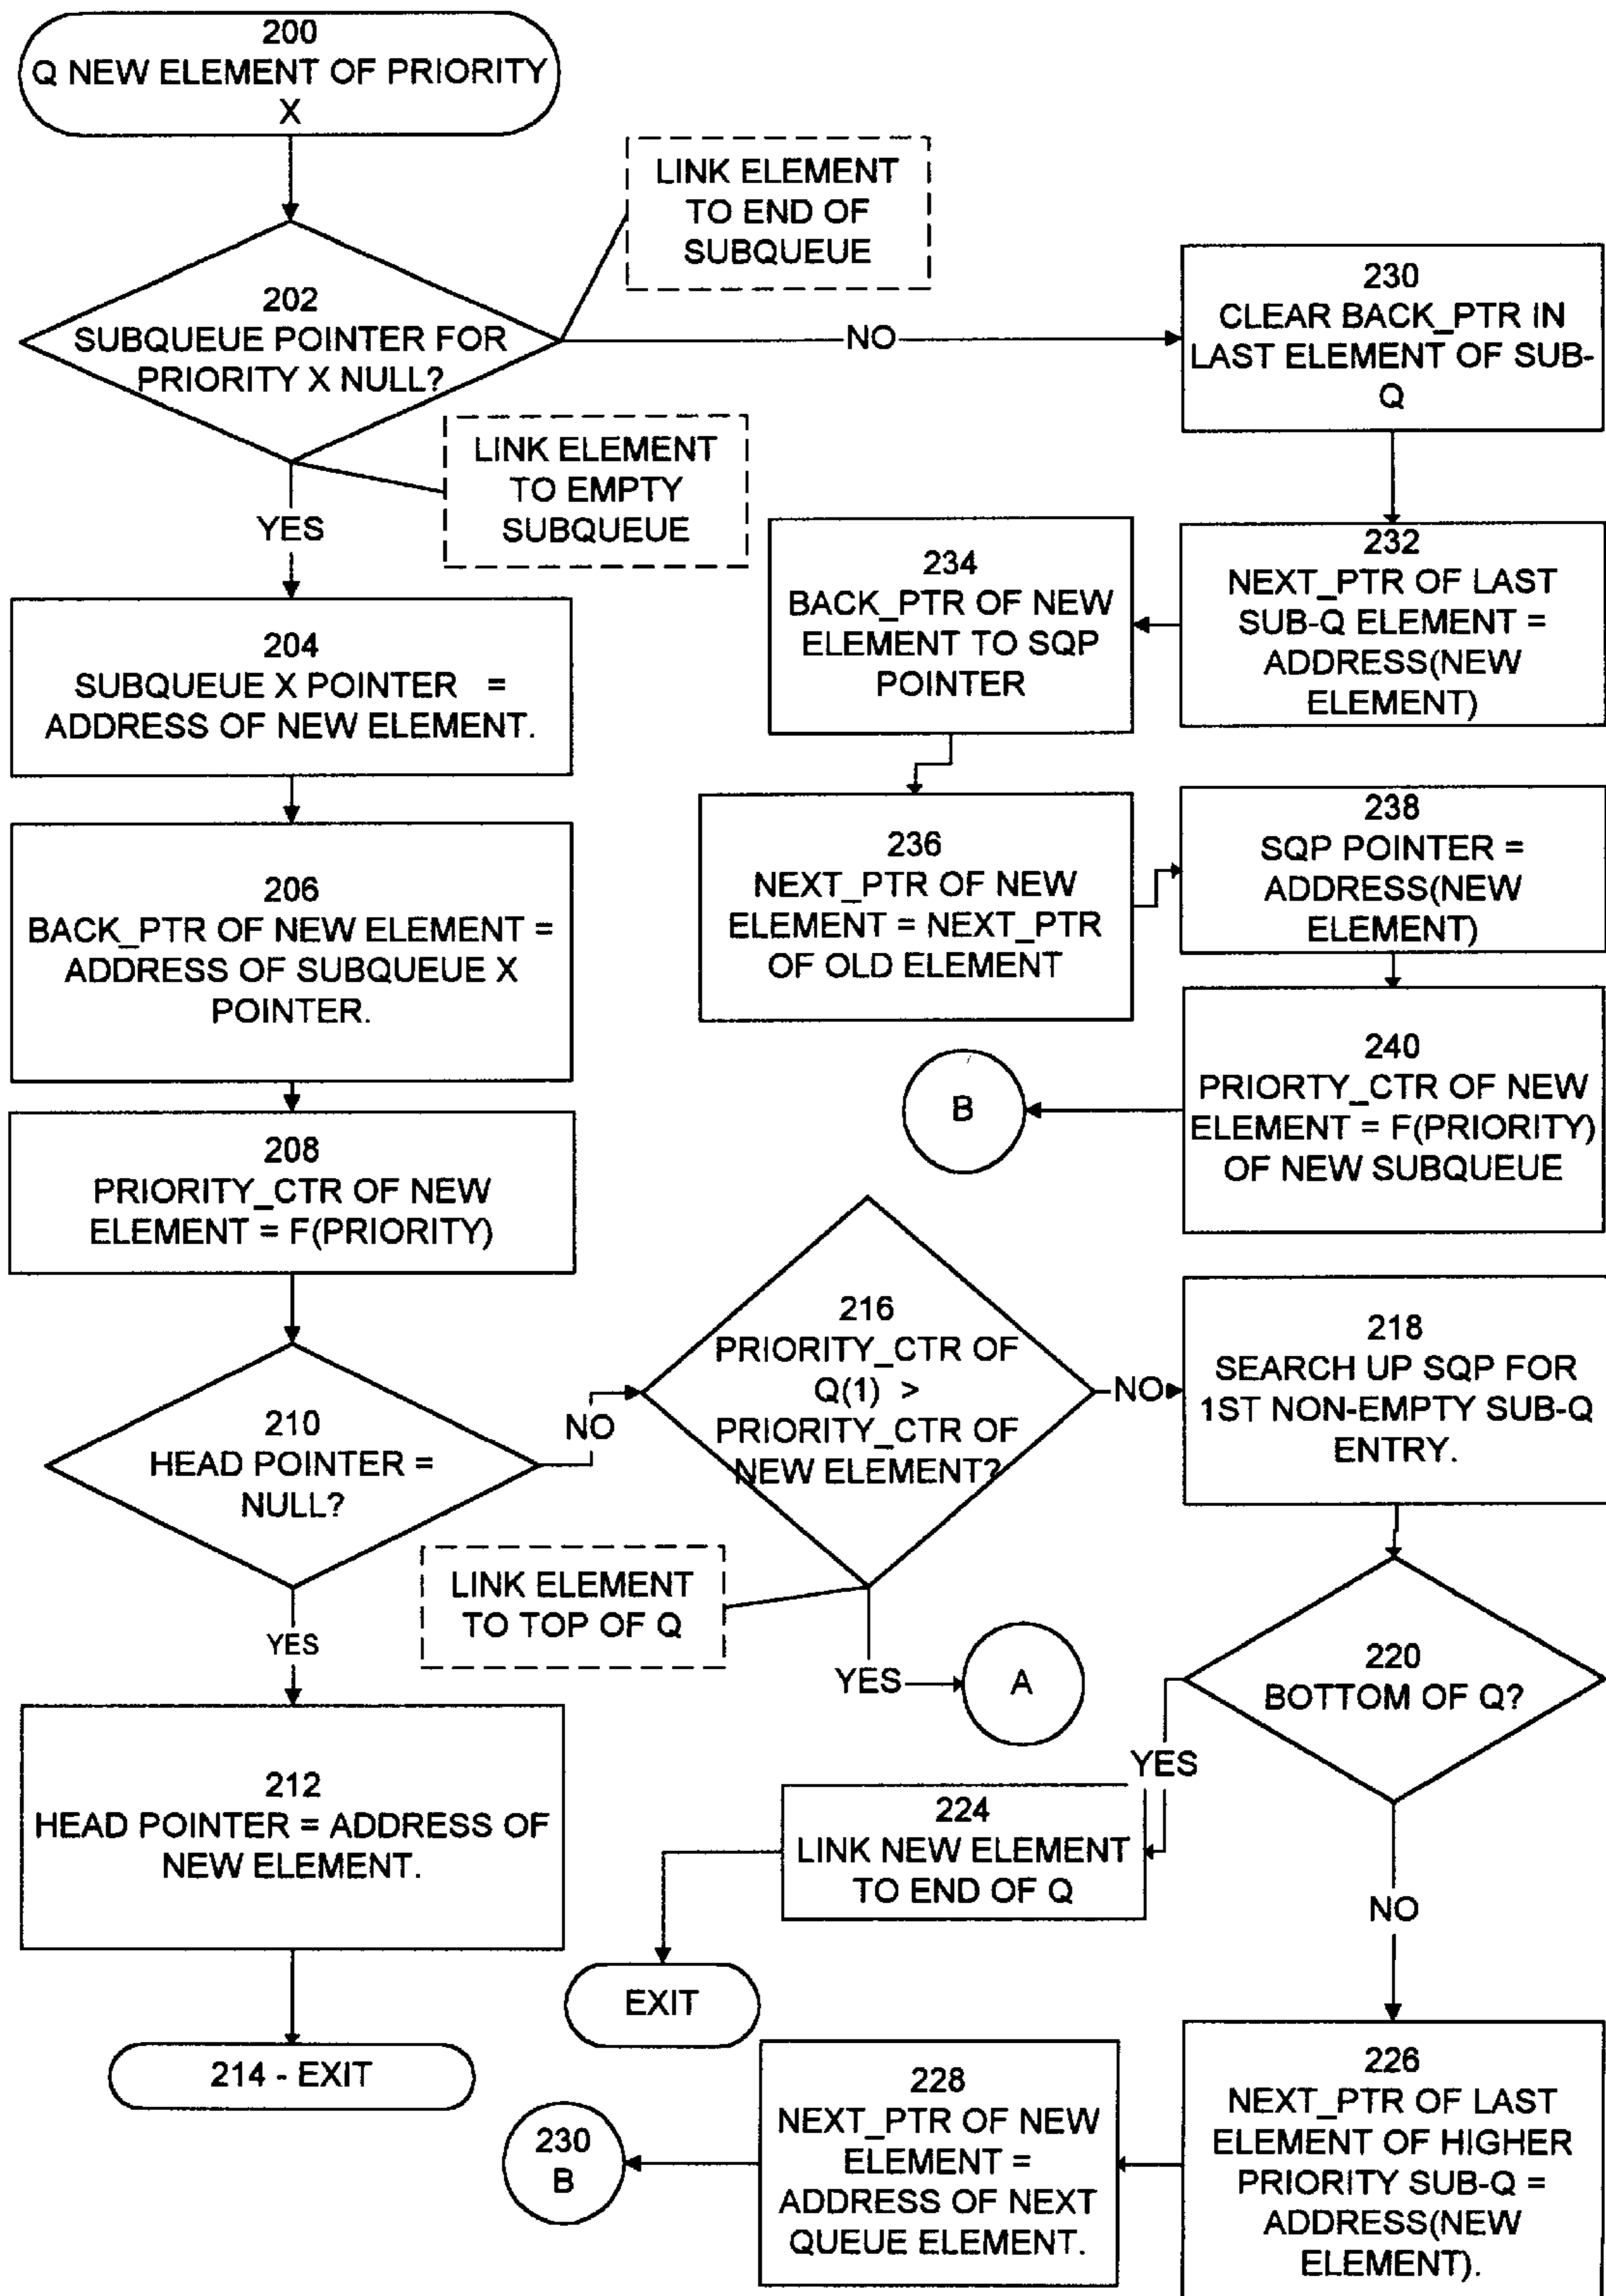 200
Q NEW ELEMENT OF PRIORITY
X
LINK ELEMENT
TO END OF
SUBQUEUE
202
SUBQUEUE POINTER FOR
PRIORITY X NULL?
NO
230
CLEAR BACK_PTR IN
LAST ELEMENT OF SUB-
Q
LINK ELEMENT
TO EMPTY
SUBQUEUE
YES
204
SUBQUEUE X POINTER =
ADDRESS OF NEW ELEMENT.
234
BACK_PTR OF NEW
ELEMENT TO SQP
POINTER
232
NEXT_PTR OF LAST
SUB-Q ELEMENT =
ADDRESS(NEW
ELEMENT)
206
BACK_PTR OF NEW ELEMENT =
ADDRESS OF SUBQUEUE X
POINTER.
236
NEXT_PTR OF NEW
ELEMENT = NEXT_PTR
OF OLD ELEMENT
238
SQP POINTER =
ADDRESS(NEW
ELEMENT)
240
PRIORTY_CTR OF NEW
ELEMENT = F(PRIORITY)
OF NEW SUBQUEUE
B
208
PRIORITY_CTR OF NEW
ELEMENT = F(PRIORITY)
210
HEAD POINTER =
NULL?
NO
216
PRIORITY_CTR OF
Q(1) >
PRIORITY_CTR OF
NEW ELEMENT?
NO
218
SEARCH UP SQP FOR
1ST NON-EMPTY SUB-Q
ENTRY.
LINK ELEMENT
TO TOP OF Q
YES
YES
A
220
BOTTOM OF Q?
YES
212
HEAD POINTER = ADDRESS OF
NEW ELEMENT.
224
LINK NEW ELEMENT
TO END OF Q
NO
EXIT
214 - EXIT
230
B
228
NEXT_PTR OF NEW
ELEMENT =
ADDRESS OF NEXT
QUEUE ELEMENT.
226
NEXT_PTR OF LAST
ELEMENT OF HIGHER
PRIORITY SUB-Q =
ADDRESS(NEW
ELEMENT).